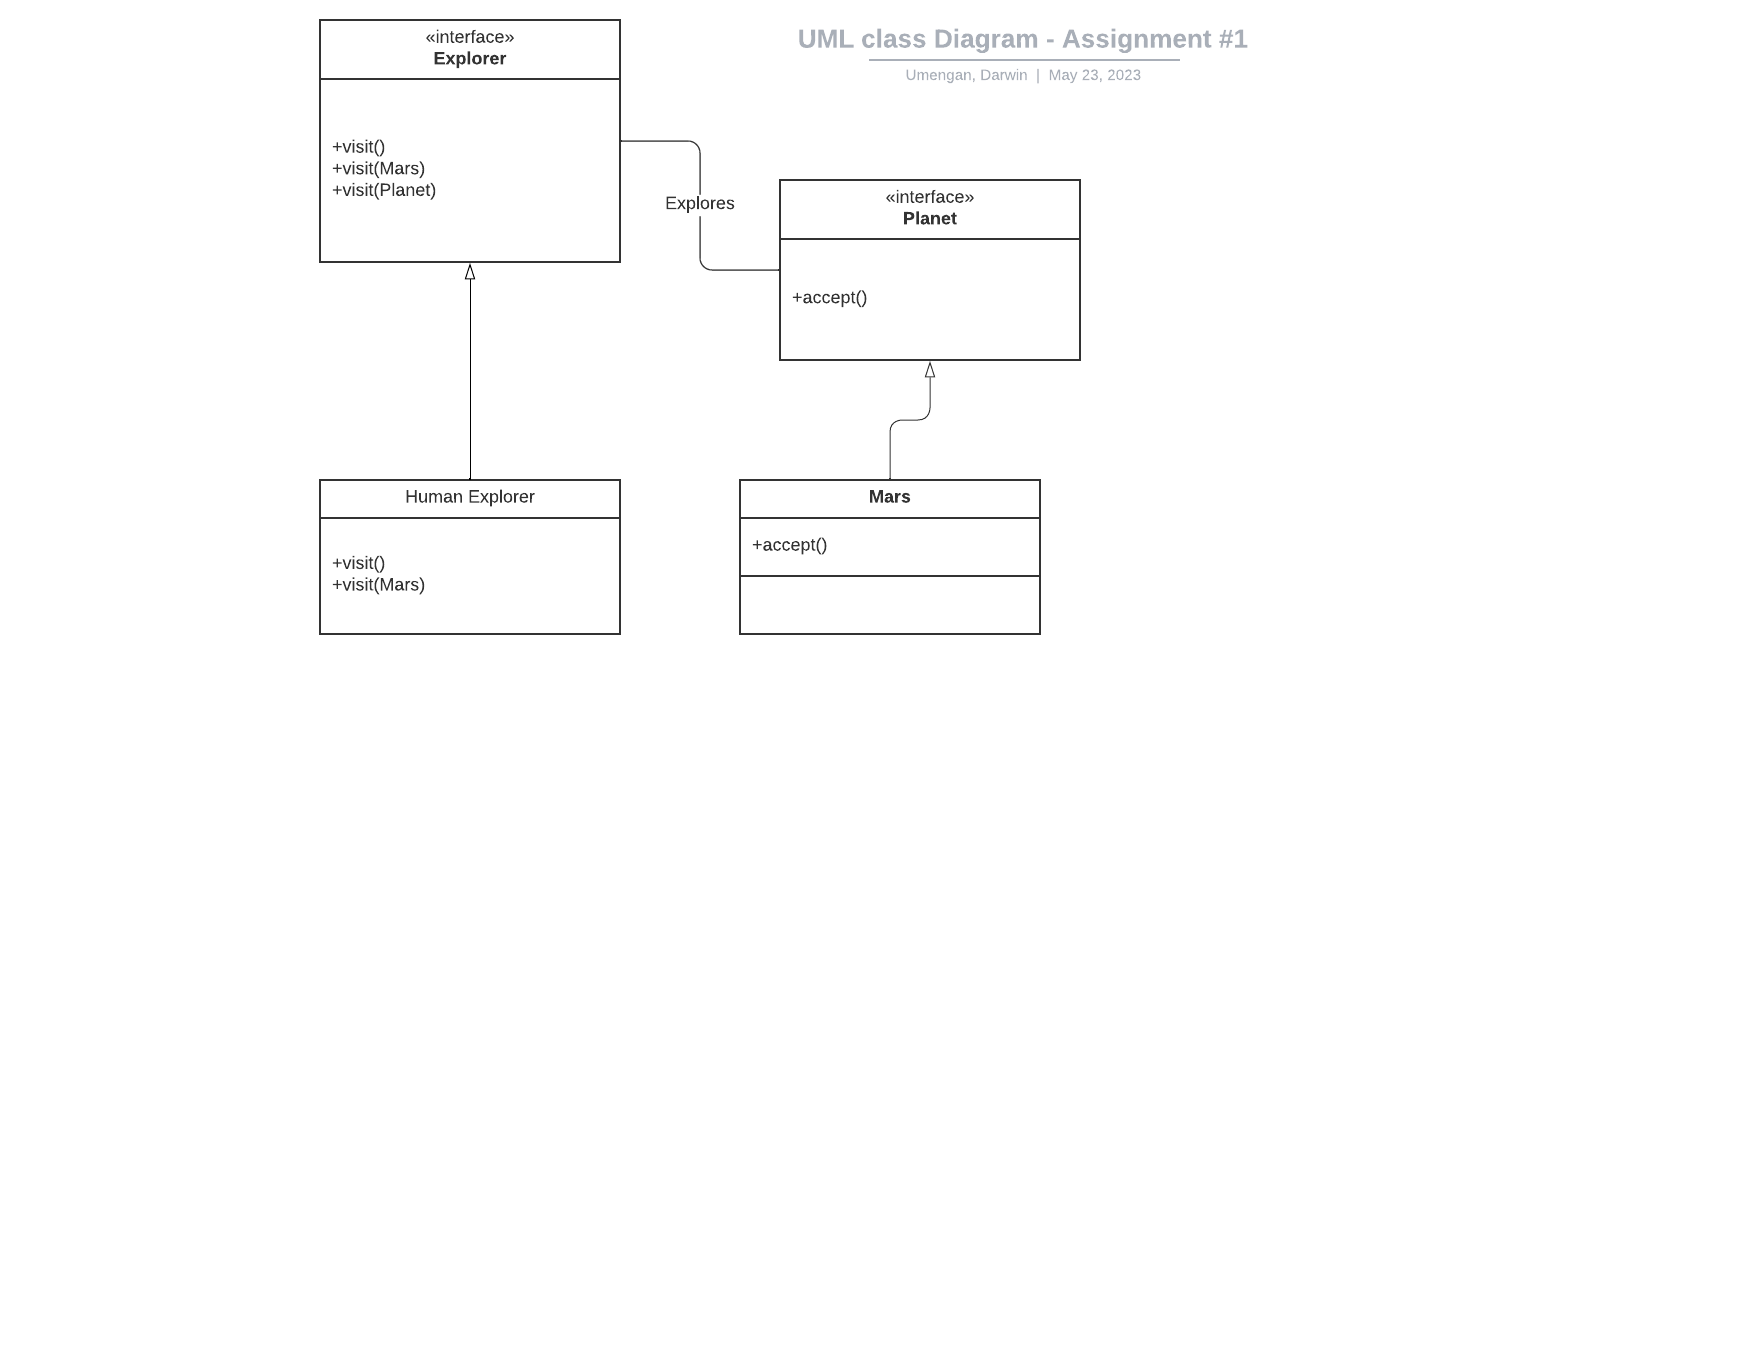 «interface»
Explorer
+visit()
+visit(Mars)
+visit(Planet)
UML class Diagram - Assignment #1
Umengan, Darwin | May 23, 2023
Explores
«interface»
Planet
+accept()
Human Explorer
+visit()
+visit(Mars)
Mars
+accept()